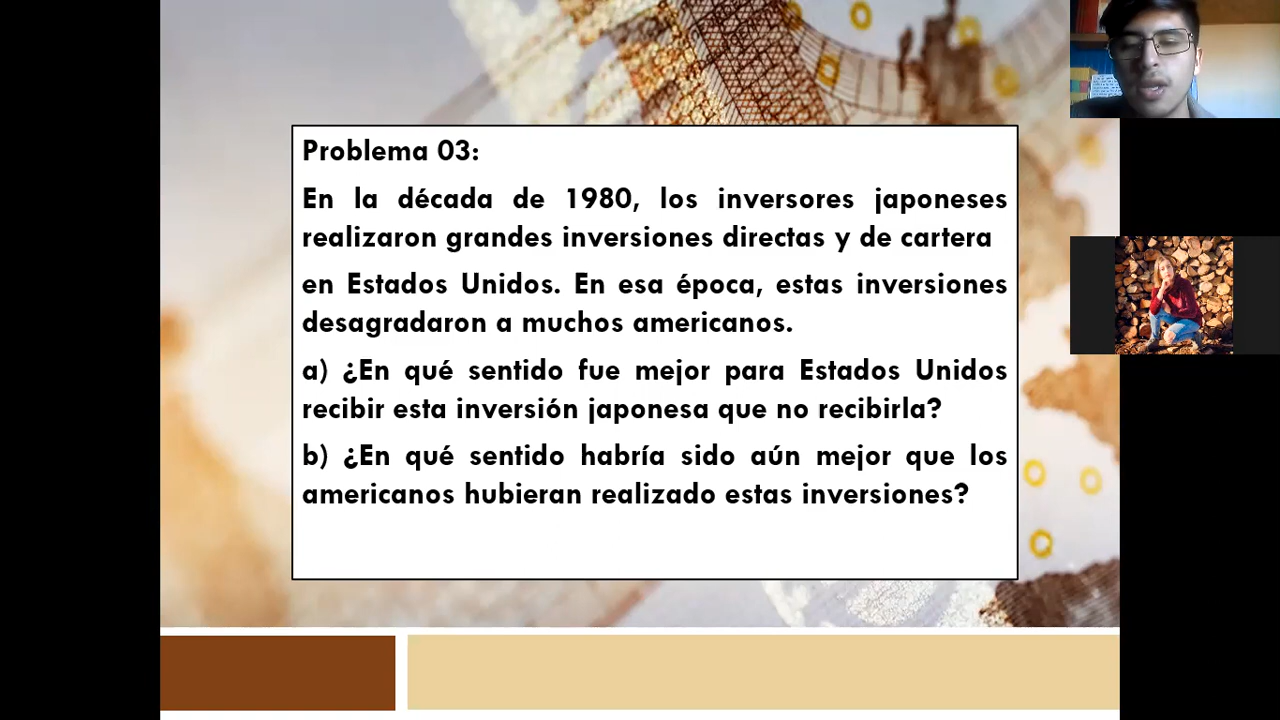 Problema 03:
En la década de 1980, los inversores japoneses
realizaron grandes inversiones directas y de cartera
en Estados Unidos. En esa época, estas inversiones
desagradaron a muchos americanos.
a) ¿En qué sentido fue mejor para Estados Unidos
recibir esta inversión japonesa que no recibirla?
b) ¿En qué sentido habría sido aún mejor que los
americanos hubieran realizado estas inversiones?